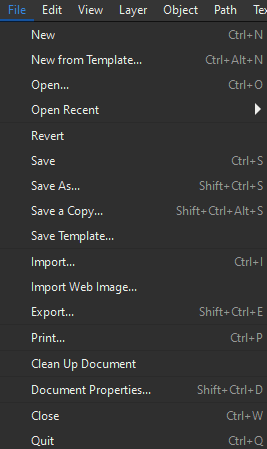 File Edit View Layer Object Path
New Ctrl+N
New from Template... Ctrl+Alt+N
Open... Ctrl+O
Open Recent
Revert
Save Ctrl+S
Save As... Shift+Ctrl+S
Save a Copy... Shift+Ctrl+Alt+S
Save Template...
Import... Ctrl+I
Import Web Image...
Export... Shift+Ctrl+E
Print... Ctrl+P
Clean Up Document
Document Properties... Shift+Ctrl+D
Close Ctrl+W
Quit Ctrl+Q